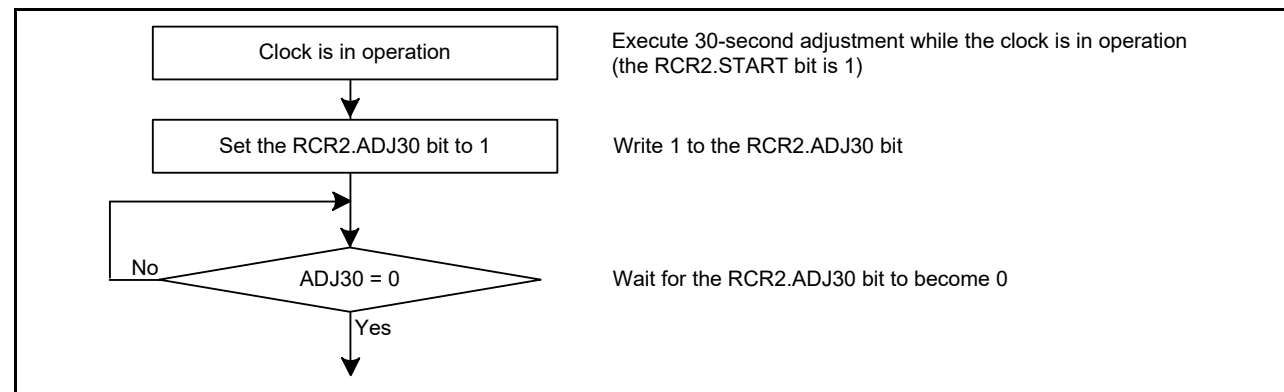 Clock is in operation
Execute 30-second adjustment while the clock is in operation
(the RCR2.START bit is 1)
Set the RCR2.ADJ30 bit to 1
Write 1 to the RCR2.ADJ30 bit
No
ADJ30 = 0
Wait for the RCR2.ADJ30 bit to become 0
Yes